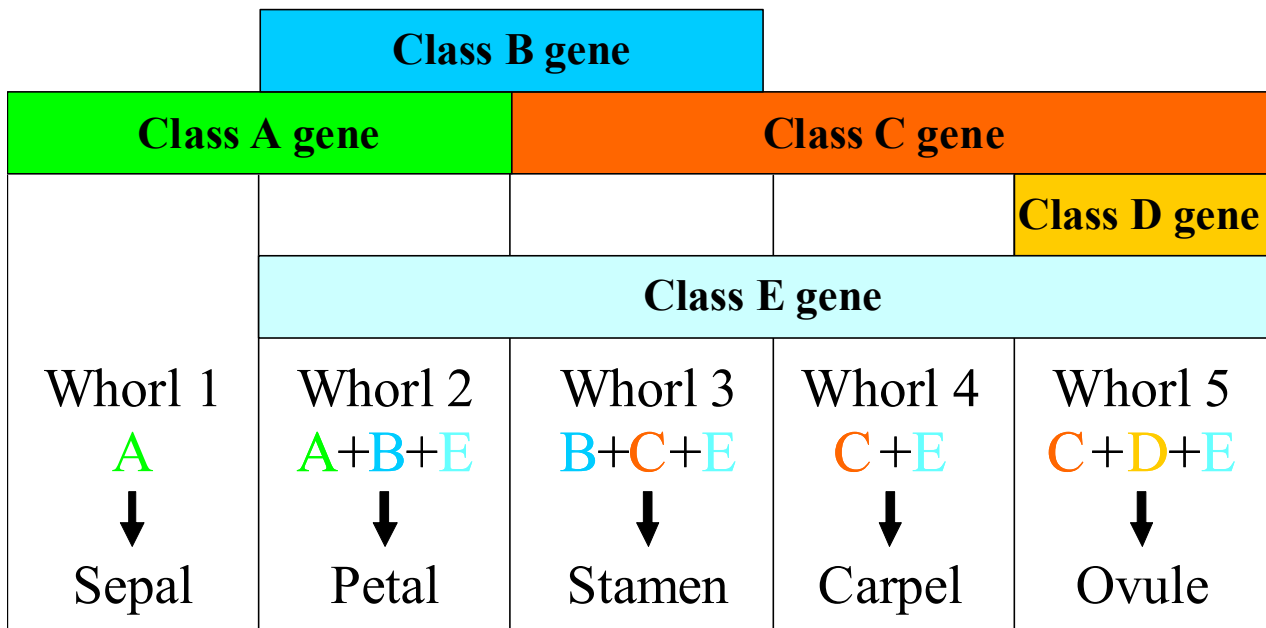 Class B gene
Class A gene Class C gene
Class D gene
Class E gene
Whorl 1 Whorl 2 Whorl 3 Whorl 4 Whorl 5
A A+B+E B+C+E C+E C+D+E
Sepal Petal Stamen Carpel Ovule